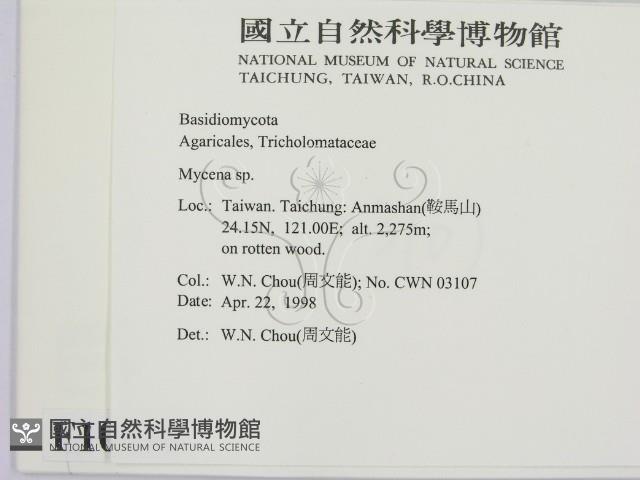 國立自然科學博物館
NATIONAL MUSEUM OF NATURAL SCIENCE
TAICHUNG, TAIWAN, R.O.CHINA
Basidiomycota
Agaricales, Tricholomataceae
Mycena sp.
Loc.: Taiwan. Taichung: Anmashan(鞍馬山)
24.15N, 121.00E; alt. 2,275m;
on rotten wood.
Col.: W.N. Chou(周文能); No. CWN 03107
Date: Apr. 22, 1998
Det.: W.N. Chou(周文能)
國立自然科學博物館
NATIONAL MUSEUM OF NATURAL SCIENCE